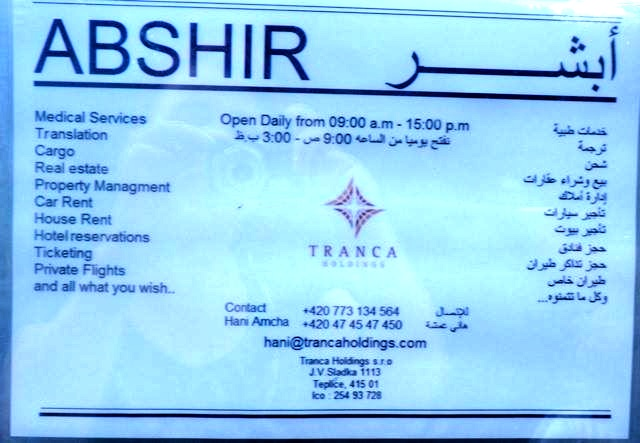 ABSHIR
أبشـــــر
Medical Services
Translation
Cargo
Real estate
Property Managment
Car Rent
House Rent
Hotel reservations
Ticketing
Private Flights
and all what you wish..
Open Daily from 09:00 a.m - 15:00 p.m
نفتح يوميا من الساعه 9:00 ص - 3:00 ب.ظ
TRANCA
HOLDINGS
خدمات طبية
ترجمة
شحن
بيع وشراء عقارات
إدارة أملاك
تأجير سيارات
تأجير بيوت
حجز فنادق
حجز تذاكر طيران
طيران خاص
وكل ما تتمنوه...
Contact +420 773 134 564 للإتصال
Hani Amcha +420 47 45 47 450 هاني عمشة
hani@trancaholdings.com
Tranca Holdings s.r.o
J.V.Sladka 1113
Teplice, 415 01
Ico : 254 93 728